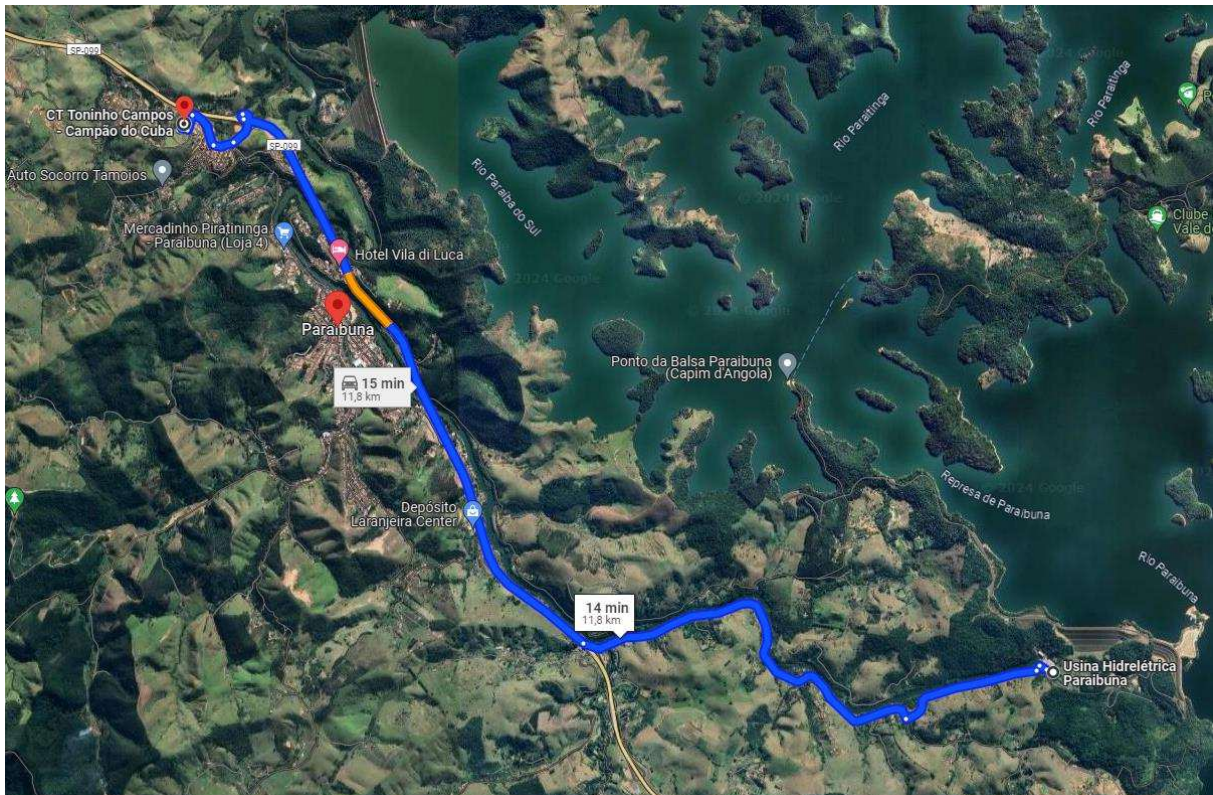 SP-099
CT Toninho Campos
- Campão do Cuba
SP-099
Auto Socorro Tamoios
Mercadinho Piratininga
Paraibuna (Loja 4)
Hotel Vila di Luca
Paraibuna
15 min
11,8 km
Rio Paraíba do Sul
Rio Paraitinga
Rio Paraitinga
Clube
Vale d
© 2024 Google
2024 Google
Ponto da Balsa Paraibuna
(Capim d'Angola)
Depósito
Laranjeira Center
Represa de Paraibuna
2024 Google
14 min
11,8 km
Rio Paraibuna
Usina Hidrelétrica
Paraibuna